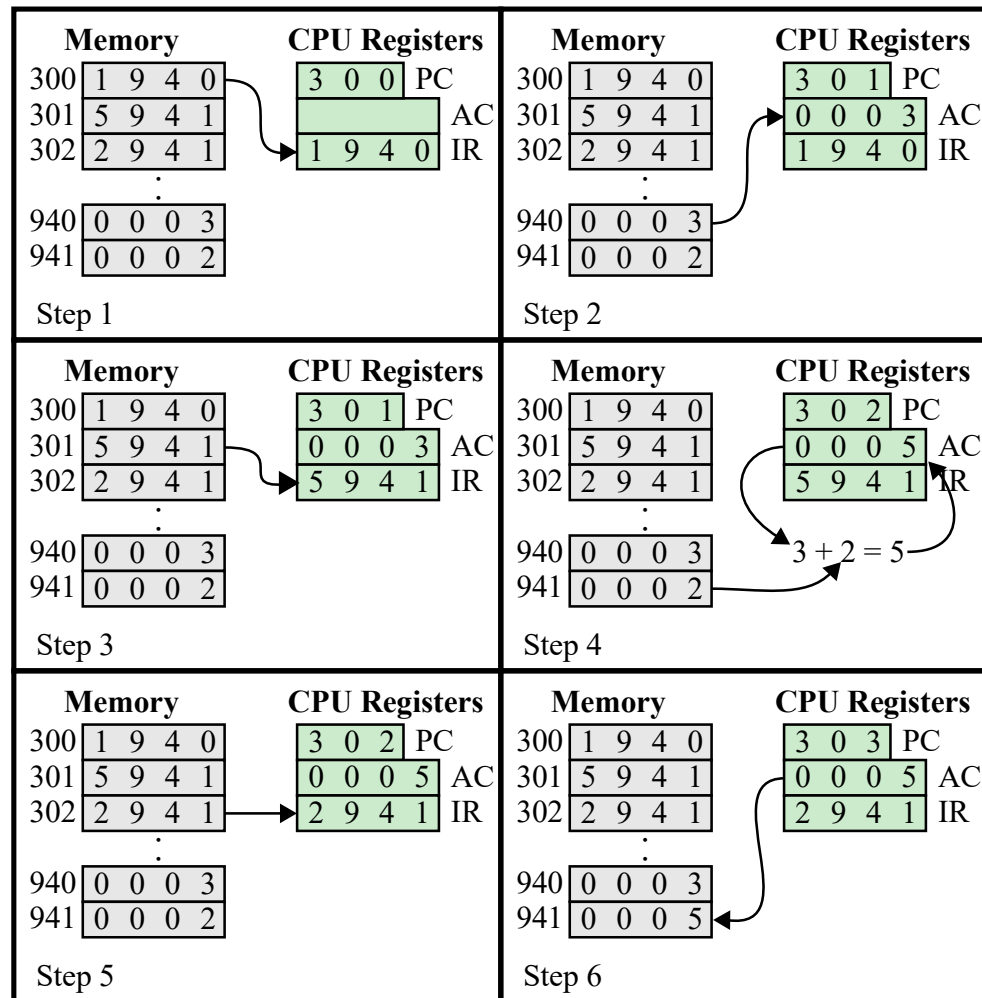 Memory CPU Registers
300 1 9 4 0 3 0 0 PC
301 5 9 4 1 AC
302 2 9 4 1 1 9 4 0 IR
940 0 0 0 3
941 0 0 0 2
Step 1
Memory CPU Registers
300 1 9 4 0 3 0 1 PC
301 5 9 4 1 0 0 0 3 AC
302 2 9 4 1 1 9 4 0 IR
940 0 0 0 3
941 0 0 0 2
Step 2
Memory CPU Registers
300 1 9 4 0 3 0 1 PC
301 5 9 4 1 0 0 0 3 AC
302 2 9 4 1 5 9 4 1 IR
940 0 0 0 3
941 0 0 0 2
Step 3
Memory CPU Registers
300 1 9 4 0 3 0 2 PC
301 5 9 4 1 0 0 0 5 AC
302 2 9 4 1 5 9 4 1 IR
940 0 0 0 3 3 + 2 = 5
941 0 0 0 2
Step 4
Memory CPU Registers
300 1 9 4 0 3 0 2 PC
301 5 9 4 1 0 0 0 5 AC
302 2 9 4 1 2 9 4 1 IR
940 0 0 0 3
941 0 0 0 2
Step 5
Memory CPU Registers
300 1 9 4 0 3 0 3 PC
301 5 9 4 1 0 0 0 5 AC
302 2 9 4 1 2 9 4 1 IR
940 0 0 0 3
941 0 0 0 5
Step 6